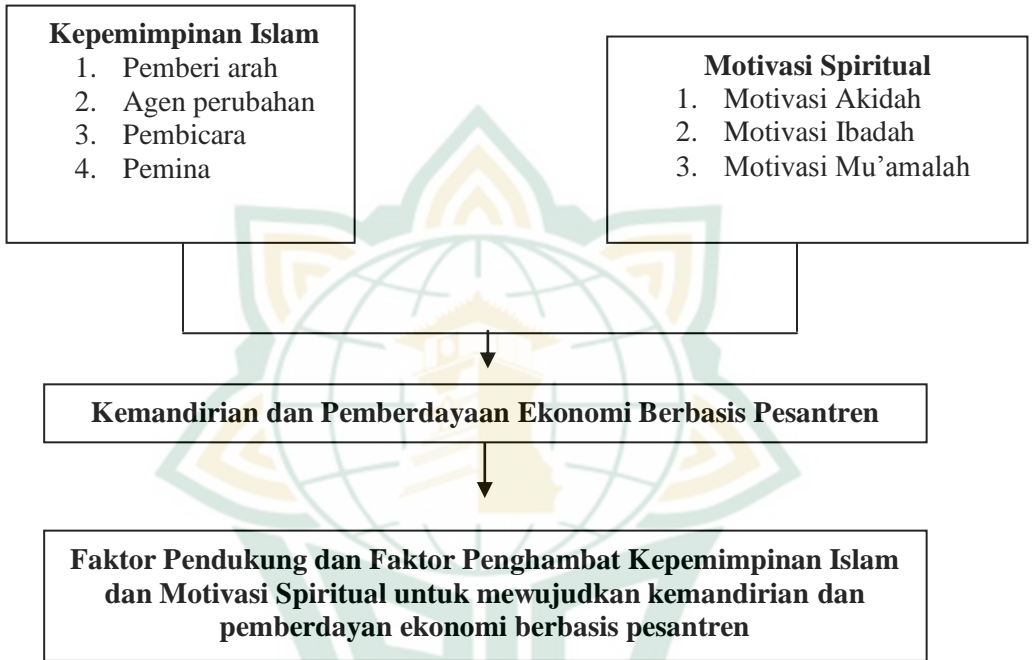 Kepemimpinan Islam
1. Pemberi arah
2. Agen perubahan
3. Pembicara
4. Pemina
Motivasi Spiritual
1. Motivasi Akidah
2. Motivasi Ibadah
3. Motivasi Mu’amalah
Kemandirian dan Pemberdayaan Ekonomi Berbasis Pesantren
Faktor Pendukung dan Faktor Penghambat Kepemimpinan Islam
dan Motivasi Spiritual untuk mewujudkan kemandirian dan
pemberdayan ekonomi berbasis pesantren